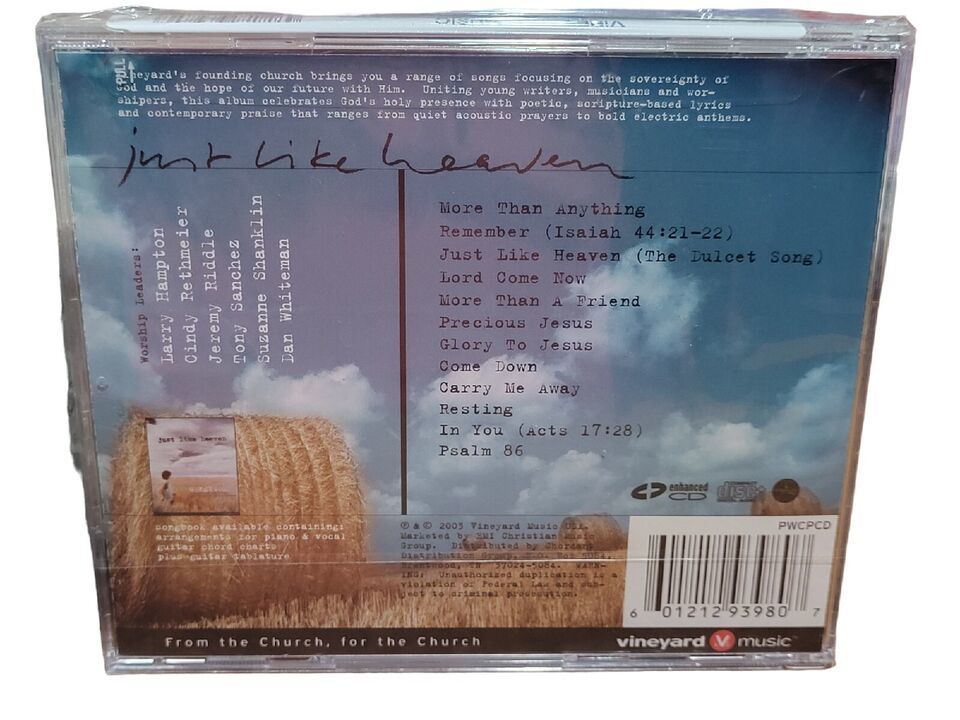 PULL
Vineyard's founding church brings you a range of songs focusing on the sovereignty of
God and the hope of our future with Him. Uniting young writers, musicians and wor-
shipers, this album celebrates God's holy presence with poetic, scripture-based lyrics
and contemporary praise that ranges from quiet acoustic prayers to bold electric anthems.
just like heaven
Worship Leaders:
Larry Hampton
Cindy Rethmeier
Jeremy Riddle
Tony Sanchez
Suzanne Shanklin
Dan Whiteman
More Than Anything
Remember (Isaiah 44:21-22)
Just Like Heaven (The Dulcet Song)
Lord Come Now
More Than A Friend
Precious Jesus
Glory To Jesus
Come Down
Carry Me Away
Resting
In You (Acts 17:28)
Psalm 86
just like heaven
songbook available containing:
arrangements for piano & vocal
guitar chord charts
plus guitar tablature
℗ & © 2003 Vineyard Music USA.
Marketed by EMI Christian Music
Group. Distributed by Chordant
Distribution Group,
Brentwood, TN 37024-5084. WARN-
ING: Unauthorized duplication is a
violation of Federal Law and sub-
ject to criminal prosecution.
enhanced
CD
disc
PWCPCD
6 01212 93980 7
From the Church, for the Church
vineyard V music